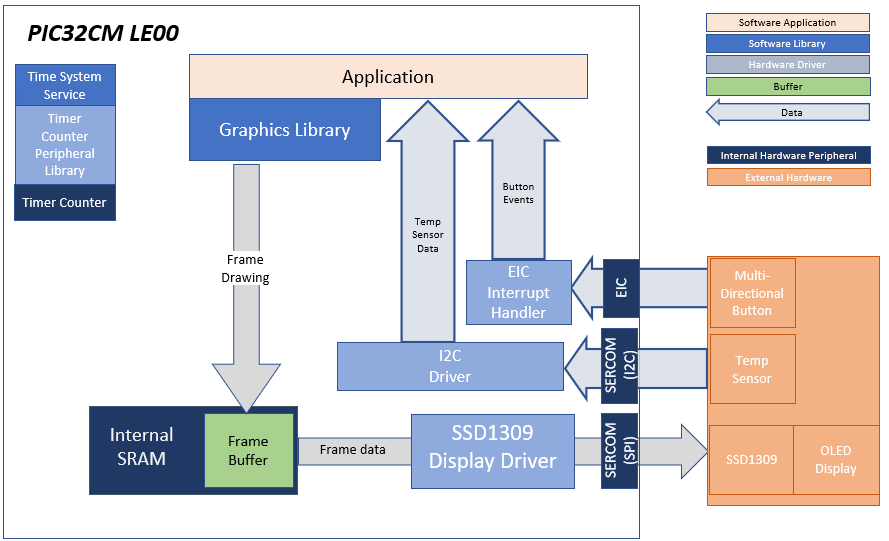 PIC32CM LE00
Time System
Service
Timer
Counter
Peripheral
Library
Timer Counter
Application
Graphics Library
Frame
Drawing
Temp
Sensor
Data
Button
Events
EIC
Interrupt
Handler
I2C
Driver
Internal
SRAM
Frame
Buffer
Frame data
SSD1309
Display Driver
EIC
SERCOM
(I2C)
SERCOM
(SPI)
Software Application
Software Library
Hardware Driver
Buffer
Data
Internal Hardware Peripheral
External Hardware
Multi-
Directional
Button
Temp
Sensor
SSD1309
OLED
Display